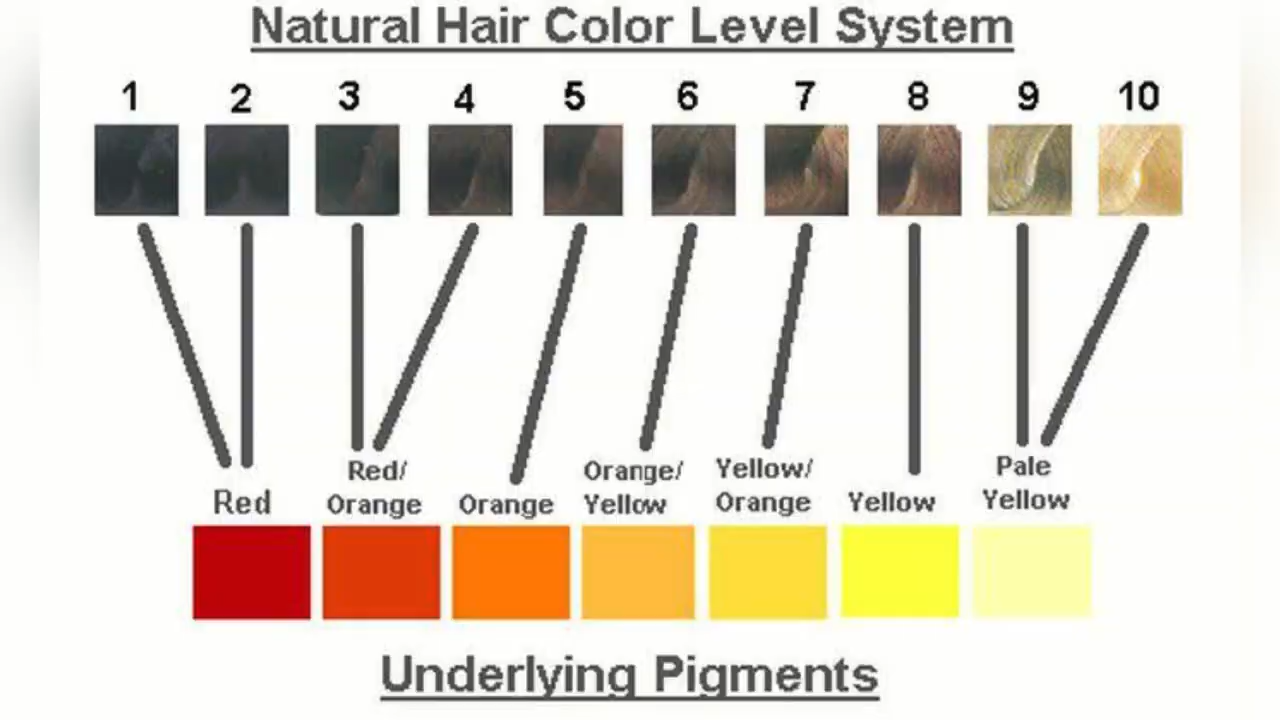 Natural Hair Color Level System
1 2 3 4 5 6 7 8 9 10
Red
Red/
Orange
Orange
Orange/
Yellow
Yellow/
Orange
Yellow
Pale
Yellow
Underlying Pigments